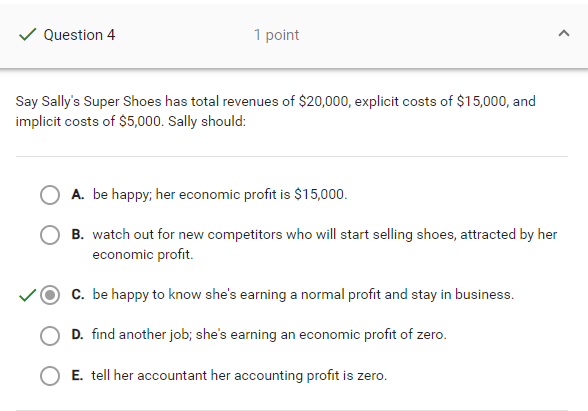 Question 4
1 point
Say Sally's Super Shoes has total revenues of $20,000, explicit costs of $15,000, and
implicit costs of $5,000. Sally should:
A. be happy; her economic profit is $15,000.
B. watch out for new competitors who will start selling shoes, attracted by her
economic profit.
C. be happy to know she's earning a normal profit and stay in business.
D. find another job; she's earning an economic profit of zero.
E. tell her accountant her accounting profit is zero.